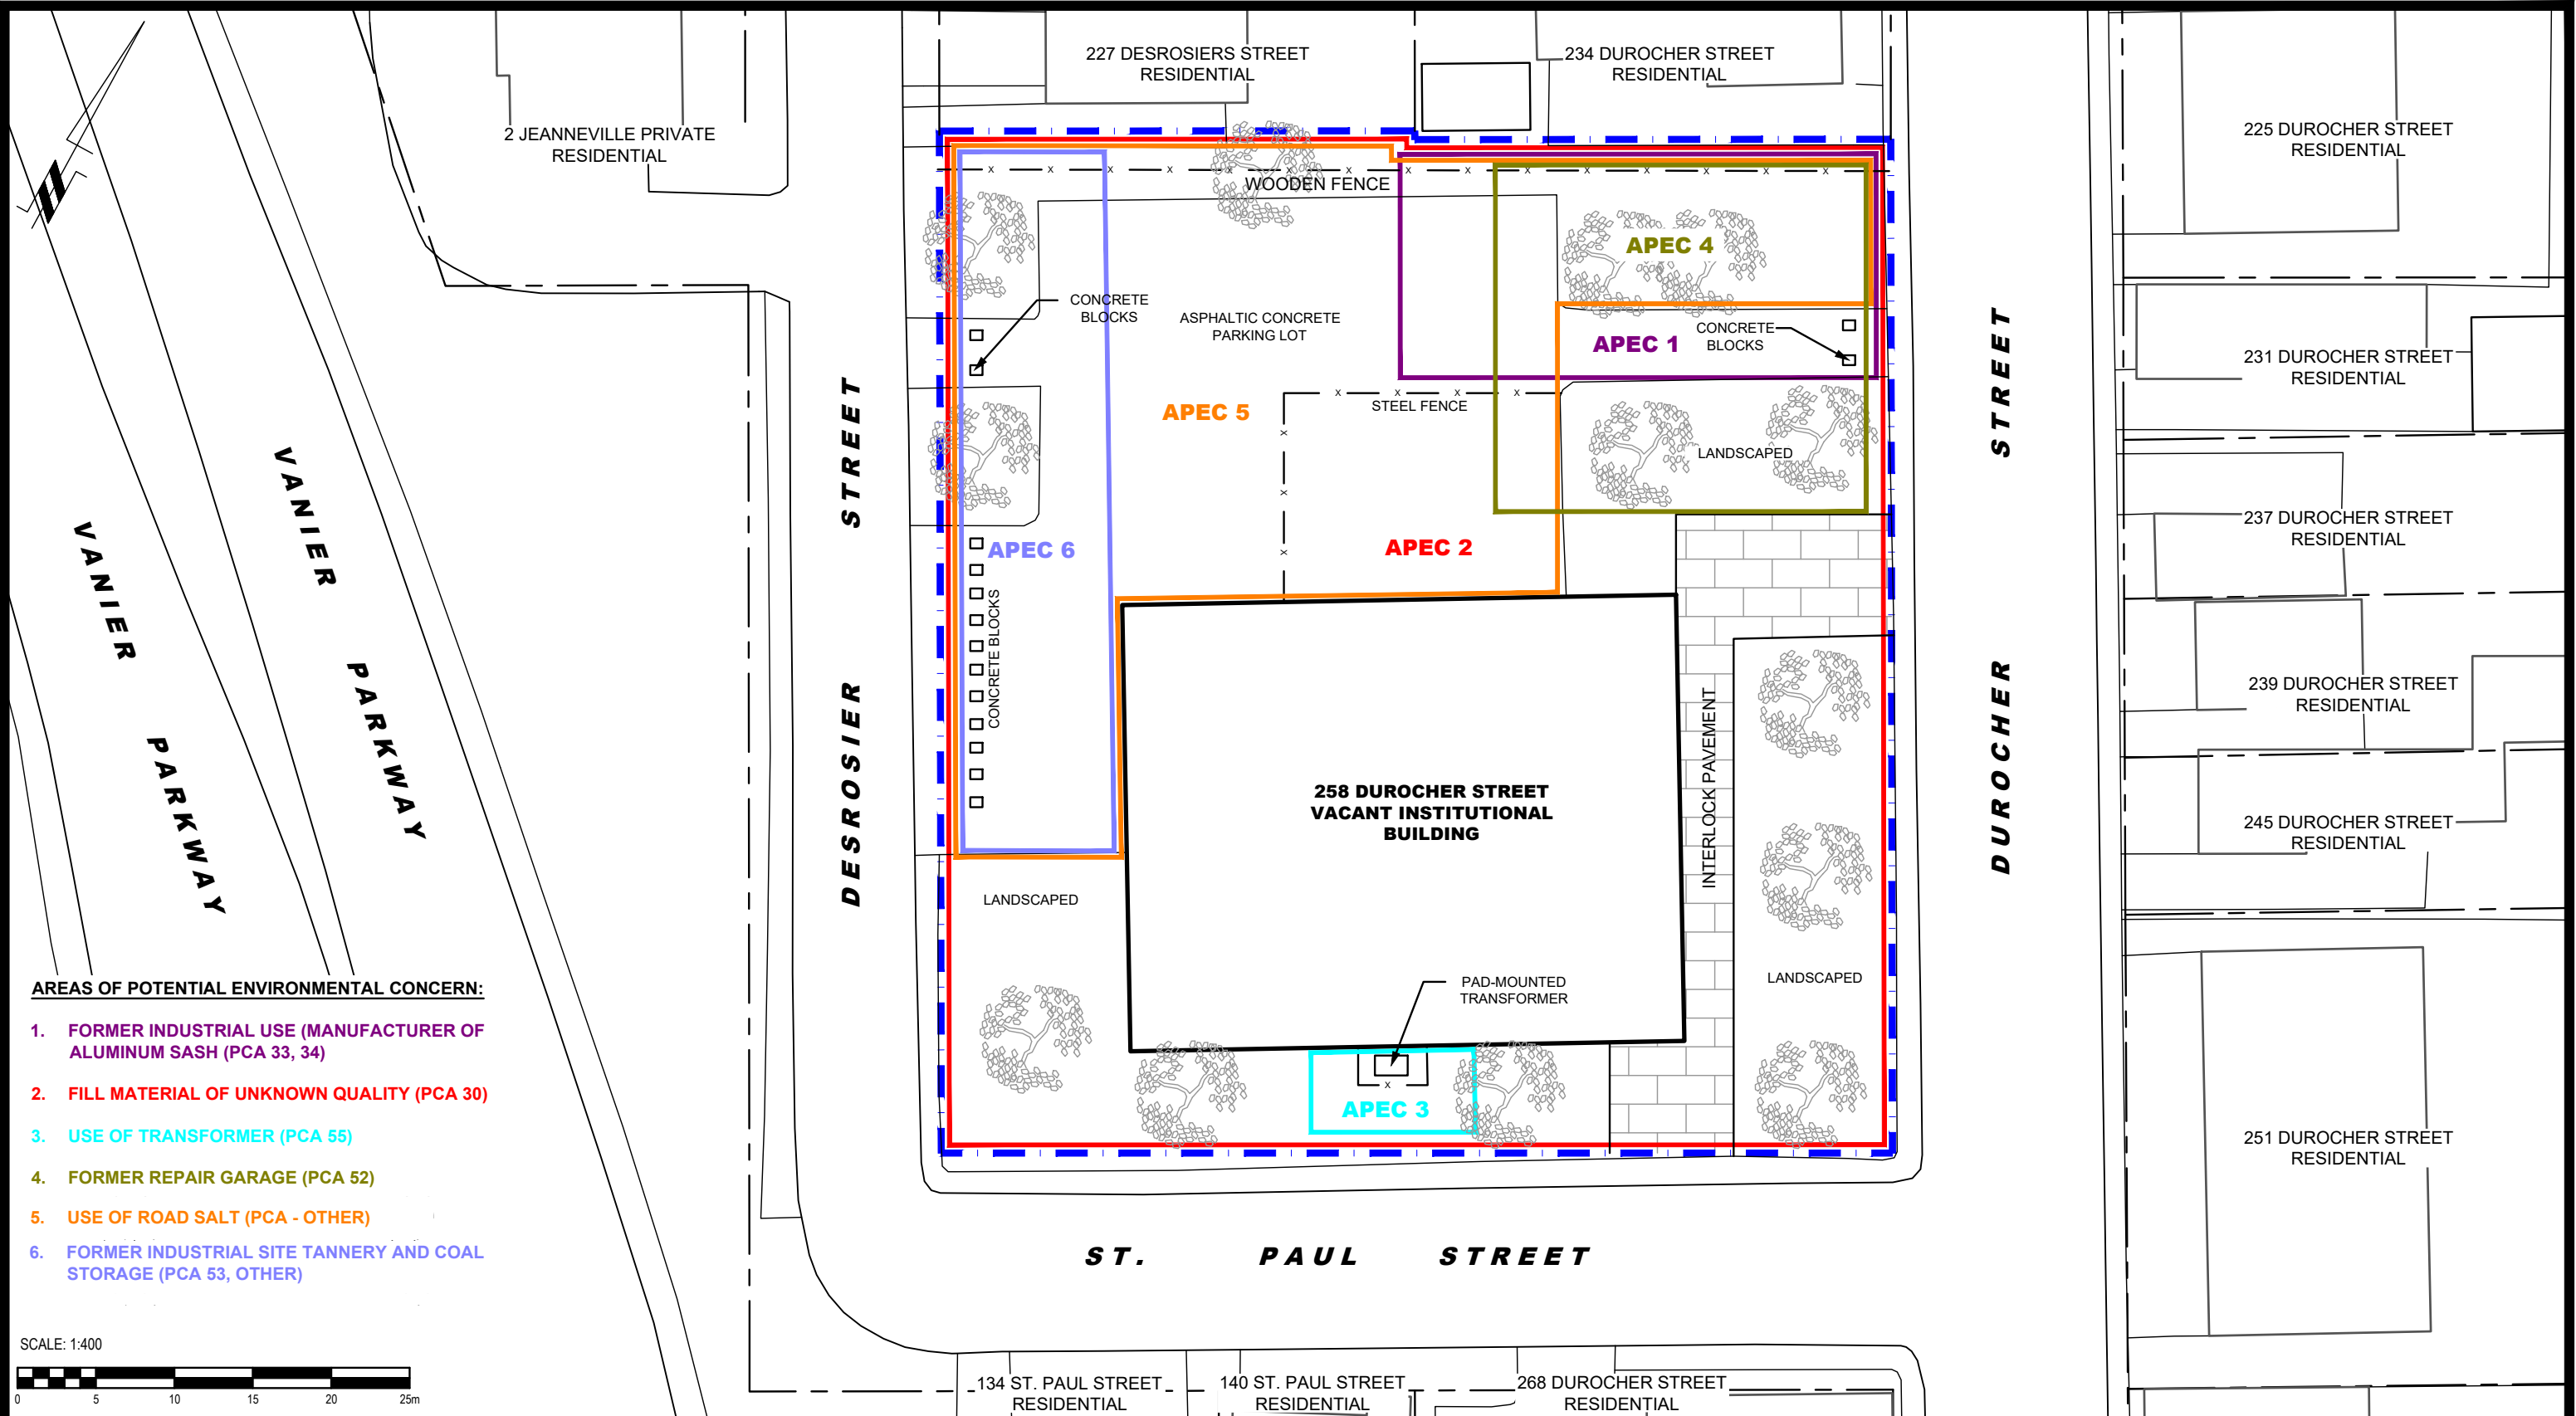 227 DESROSIERS STREET
RESIDENTIAL
234 DUROCHER STREET
RESIDENTIAL
2 JEANNEVILLE PRIVATE
RESIDENTIAL
225 DUROCHER STREET
RESIDENTIAL
WOODEN FENCE
APEC 4
CONCRETE
BLOCKS
ASPHALTIC CONCRETE
PARKING LOT
APEC 1
CONCRETE
BLOCKS
231 DUROCHER STREET
RESIDENTIAL
APEC 5
STEEL FENCE
LANDSCAPED
237 DUROCHER STREET
RESIDENTIAL
APEC 6
APEC 2
CONCRETE BLOCKS
VANIER PARKWAY
VANIER PARKWAY
DESROSIER STREET
DUROCHER STREET
239 DUROCHER STREET
RESIDENTIAL
258 DUROCHER STREET
VACANT INSTITUTIONAL
BUILDING
INTERLOCK PAVEMENT
245 DUROCHER STREET
RESIDENTIAL
LANDSCAPED
LANDSCAPED
PAD-MOUNTED
TRANSFORMER
APEC 3
251 DUROCHER STREET
RESIDENTIAL
ST. PAUL STREET
134 ST. PAUL STREET
RESIDENTIAL
140 ST. PAUL STREET
RESIDENTIAL
268 DUROCHER STREET
RESIDENTIAL
AREAS OF POTENTIAL ENVIRONMENTAL CONCERN:
1. FORMER INDUSTRIAL USE (MANUFACTURER OF
ALUMINUM SASH (PCA 33, 34)
2. FILL MATERIAL OF UNKNOWN QUALITY (PCA 30)
3. USE OF TRANSFORMER (PCA 55)
4. FORMER REPAIR GARAGE (PCA 52)
5. USE OF ROAD SALT (PCA - OTHER)
6. FORMER INDUSTRIAL SITE TANNERY AND COAL
STORAGE (PCA 53, OTHER)
SCALE: 1:400
0 5 10 15 20 25m